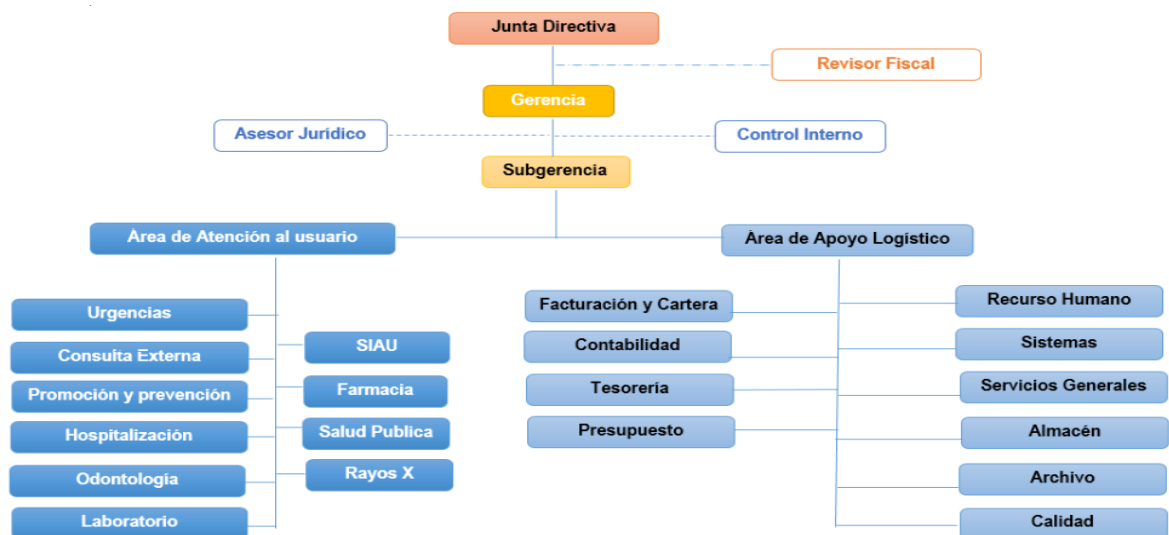 Junta Directiva
Revisor Fiscal
Gerencia
Asesor Jurídico
Control Interno
Subgerencia
Área de Atención al usuario
Área de Apoyo Logístico
Urgencias
Consulta Externa
Promoción y prevención
Hospitalización
Odontología
Laboratorio
SIAU
Farmacia
Salud Publica
Rayos X
Facturación y Cartera
Contabilidad
Tesorería
Presupuesto
Recurso Humano
Sistemas
Servicios Generales
Almacén
Archivo
Calidad